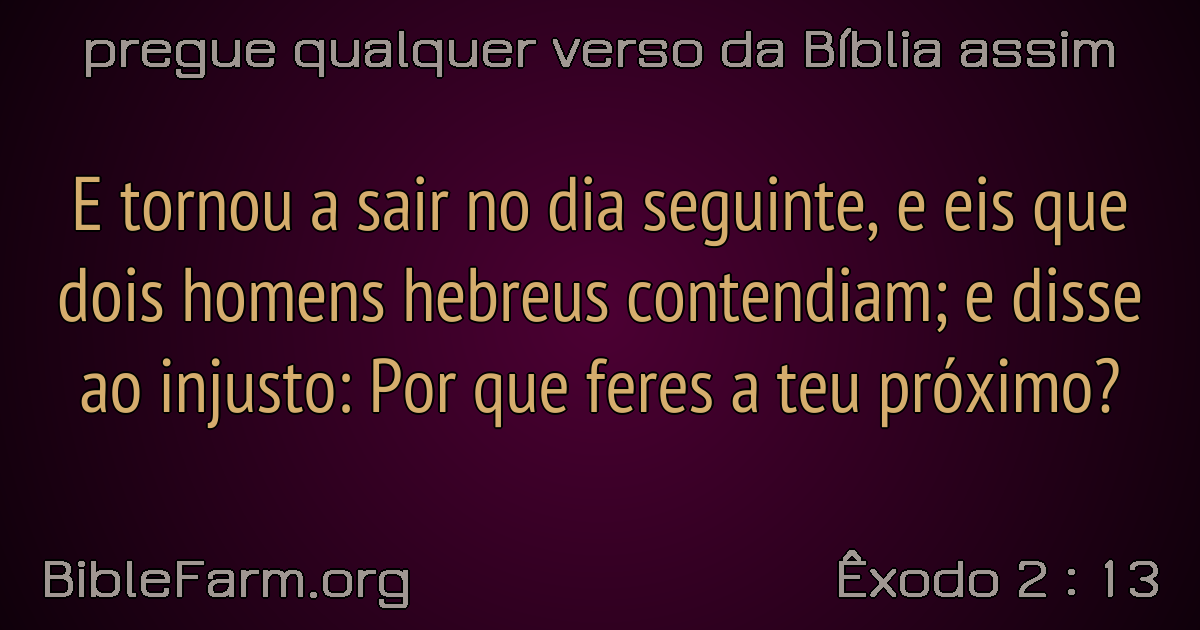 pregue qualquer verso da Bíblia assim
E tornou a sair no dia seguinte, e eis que
dois homens hebreus contendiam; e disse
ao injusto: Por que feres a teu próximo?
BibleFarm.org
Êxodo 2 : 13